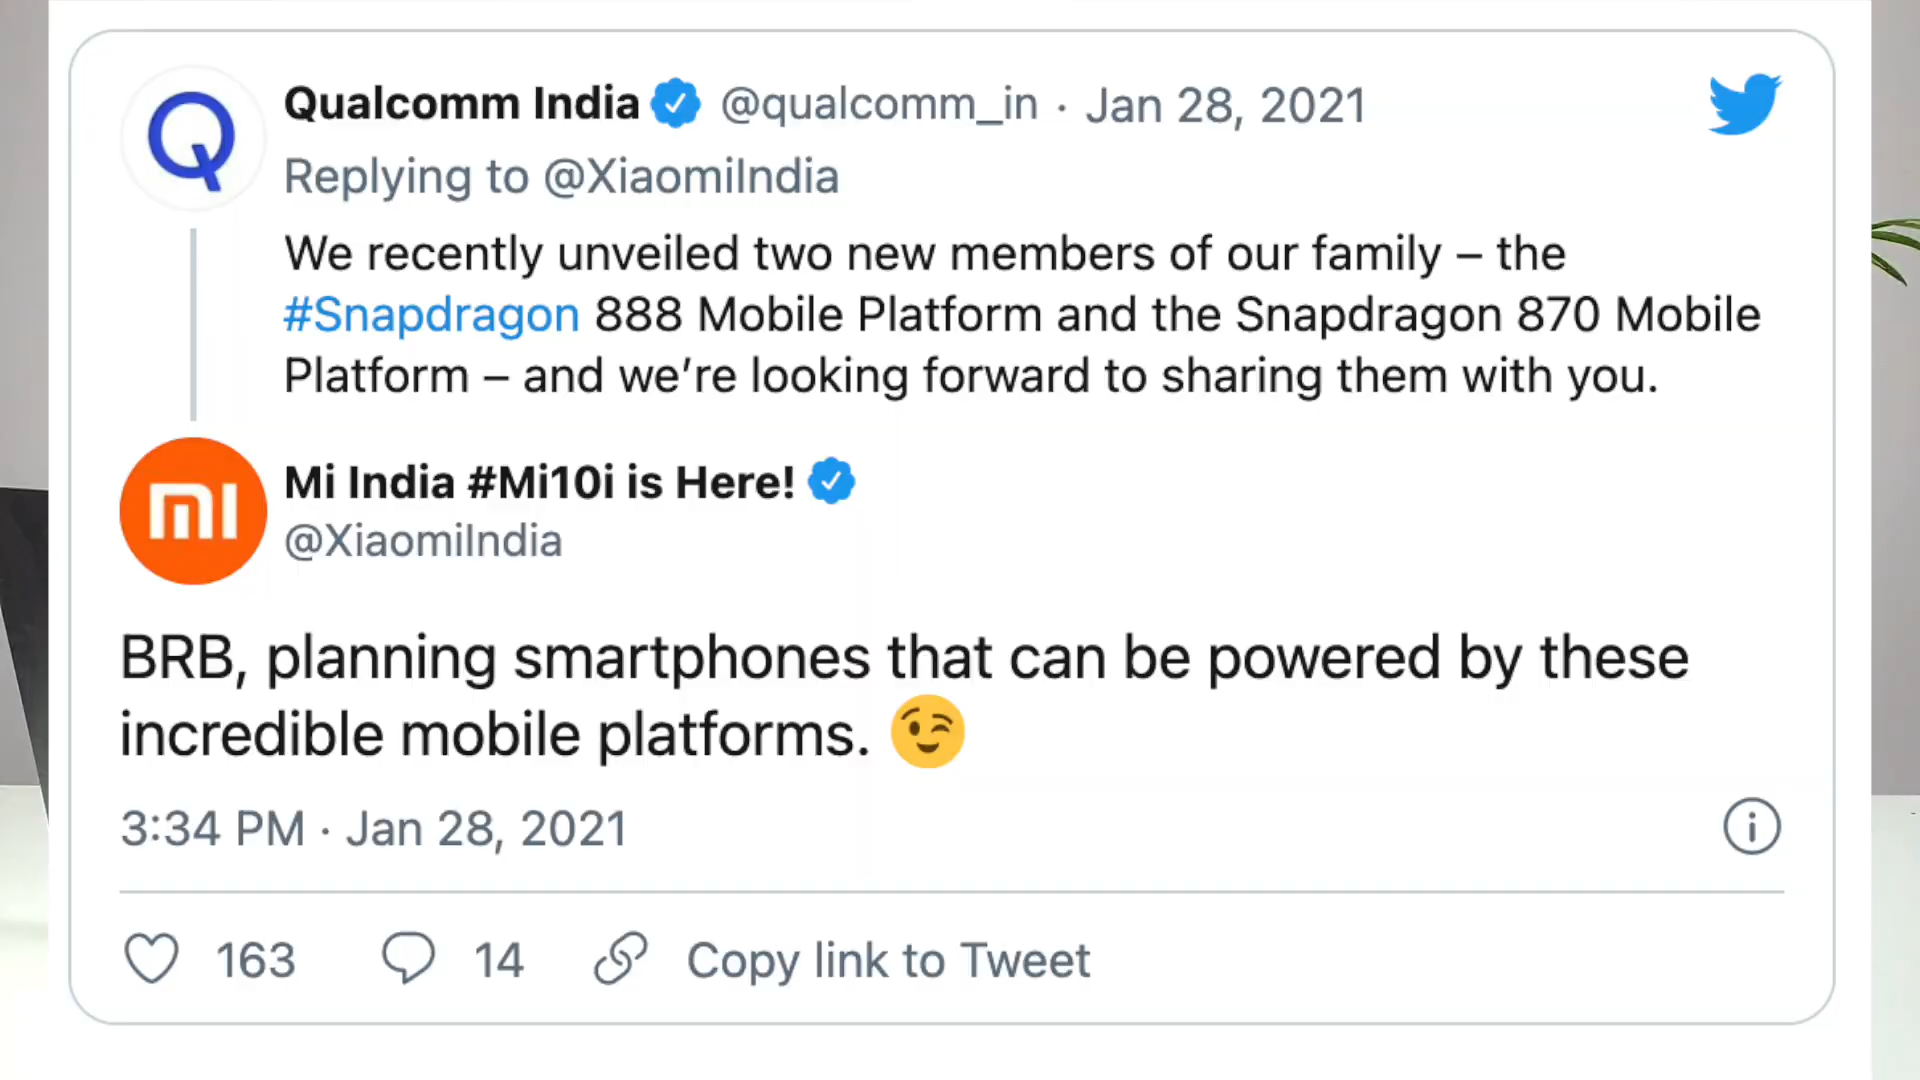 Qualcomm India @qualcomm_in · Jan 28, 2021
Replying to @XiaomiIndia
We recently unveiled two new members of our family – the
#Snapdragon 888 Mobile Platform and the Snapdragon 870 Mobile
Platform – and we’re looking forward to sharing them with you.
mi
Mi India #Mi10i is Here!
@XiaomiIndia
BRB, planning smartphones that can be powered by these
incredible mobile platforms. 😉
3:34 PM · Jan 28, 2021
163 14 Copy link to Tweet